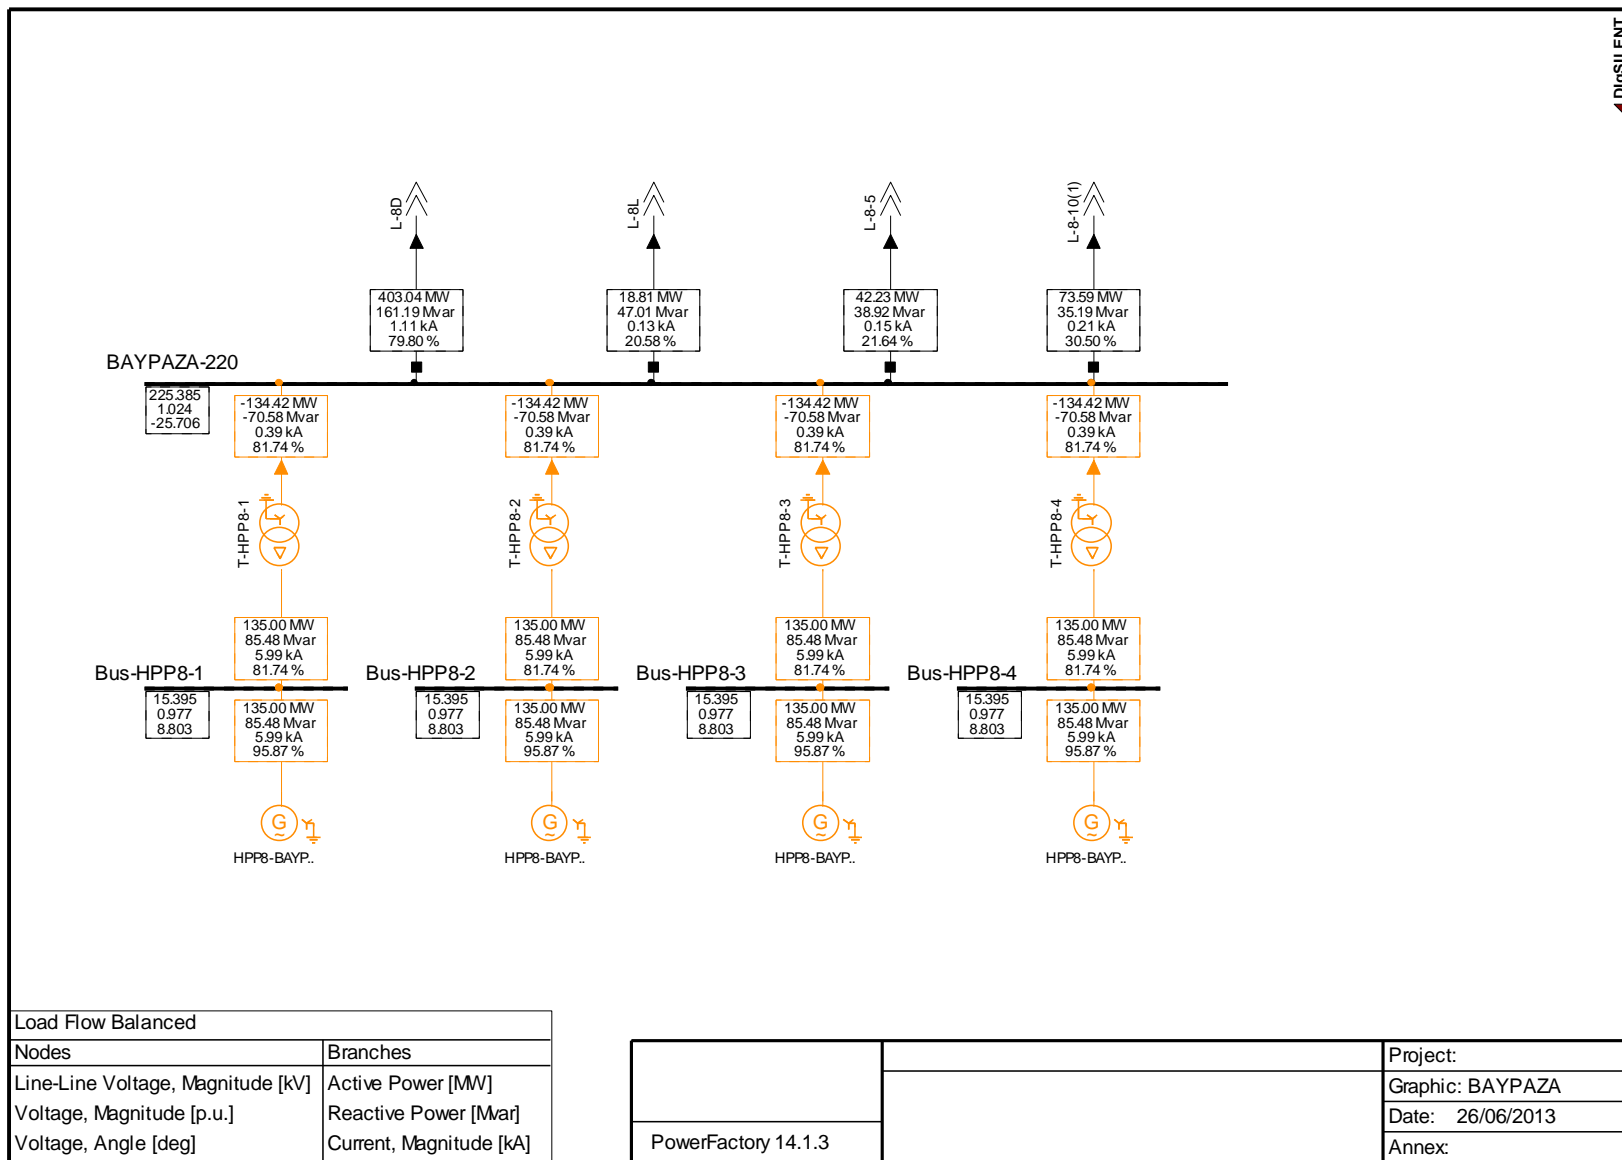 DIgSILENT
L-8D
L-8L
L-8-5
L-8-10(1)
403.04 MW
161.19 Mvar
1.11 kA
79.80 %
18.81 MW
47.01 Mvar
0.13 kA
20.58 %
42.23 MW
38.92 Mvar
0.15 kA
21.64 %
73.59 MW
35.19 Mvar
0.21 kA
30.50 %
BAYPAZA-220
225.385
1.024
-25.706
-134.42 MW
-70.58 Mvar
0.39 kA
81.74 %
-134.42 MW
-70.58 Mvar
0.39 kA
81.74 %
-134.42 MW
-70.58 Mvar
0.39 kA
81.74 %
-134.42 MW
-70.58 Mvar
0.39 kA
81.74 %
T-HPP8-1
T-HPP8-2
T-HPP8-3
T-HPP8-4
135.00 MW
85.48 Mvar
5.99 kA
81.74 %
135.00 MW
85.48 Mvar
5.99 kA
81.74 %
135.00 MW
85.48 Mvar
5.99 kA
81.74 %
135.00 MW
85.48 Mvar
5.99 kA
81.74 %
Bus-HPP8-1
Bus-HPP8-2
Bus-HPP8-3
Bus-HPP8-4
15.395
0.977
8.803
135.00 MW
85.48 Mvar
5.99 kA
95.87 %
15.395
0.977
8.803
135.00 MW
85.48 Mvar
5.99 kA
95.87 %
15.395
0.977
8.803
135.00 MW
85.48 Mvar
5.99 kA
95.87 %
15.395
0.977
8.803
135.00 MW
85.48 Mvar
5.99 kA
95.87 %
G
~
G
~
G
~
G
~
HPP8-BAYP..
HPP8-BAYP..
HPP8-BAYP..
HPP8-BAYP..
Load Flow Balanced
Nodes
Branches
Line-Line Voltage, Magnitude [kV]
Active Power [MW]
Voltage, Magnitude [p.u.]
Reactive Power [Mvar]
Voltage, Angle [deg]
Current, Magnitude [kA]
PowerFactory 14.1.3
Project:
Graphic: BAYPAZA
Date: 26/06/2013
Annex: